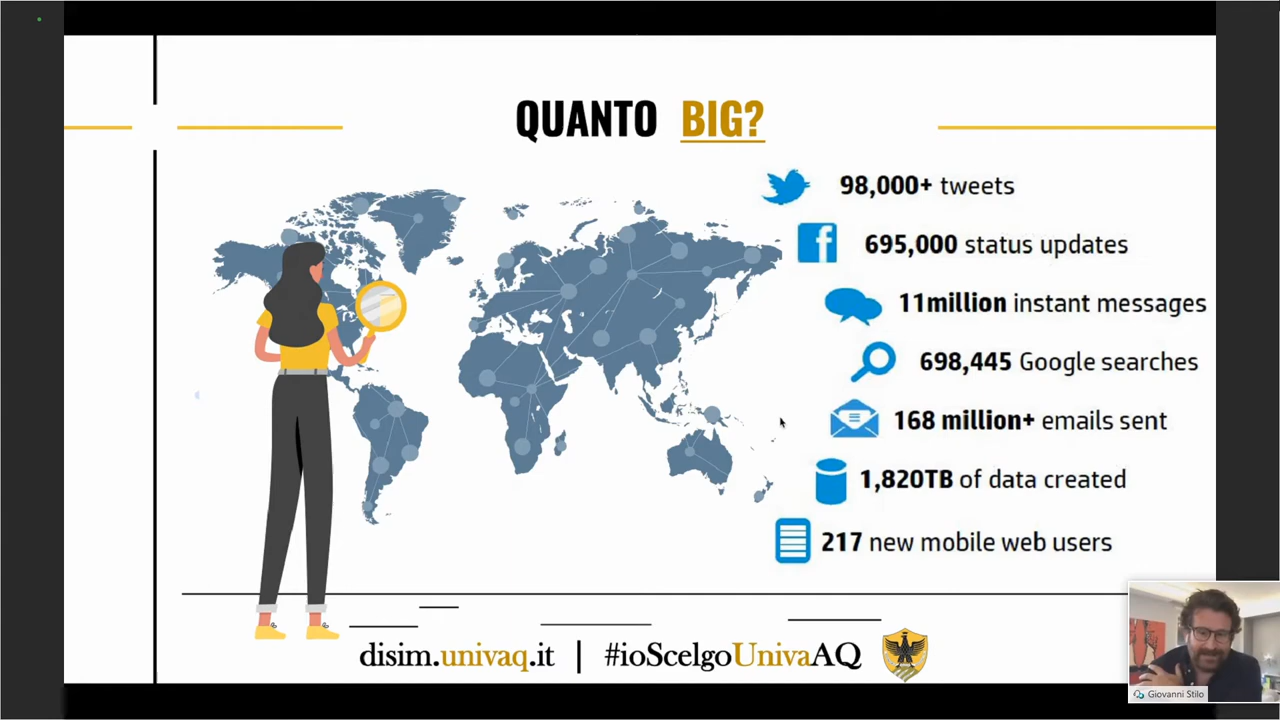 QUANTO BIG?
98,000+ tweets
695,000 status updates
11million instant messages
698,445 Google searches
168 million+ emails sent
1,820TB of data created
217 new mobile web users
disim.univaq.it | #ioScelgoUnivaAQ
Giovanni Stilo